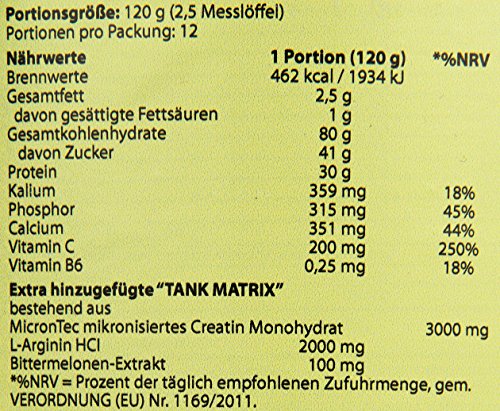 Portionsgröße: 120 g (2,5 Messlöffel)
Portionen pro Packung: 12
Nährwerte 1 Portion (120 g) *%NRV
Brennwerte 462 kcal / 1934 kJ
Gesamtfett 2,5 g
davon gesättigte Fettsäuren 1 g
Gesamtkohlenhydrate 80 g
davon Zucker 41 g
Protein 30 g
Kalium 359 mg 18%
Phosphor 315 mg 45%
Calcium 351 mg 44%
Vitamin C 200 mg 250%
Vitamin B6 0,25 mg 18%
Extra hinzugefügte "TANK MATRIX"
bestehend aus
MicronTec mikronisiertes Creatin Monohydrat 3000 mg
L-Arginin HCl 2000 mg
Bittermelonen-Extrakt 100 mg
*%NRV = Prozent der täglich empfohlenen Zufuhrmenge, gem.
VERORDNUNG (EU) Nr. 1169/2011.